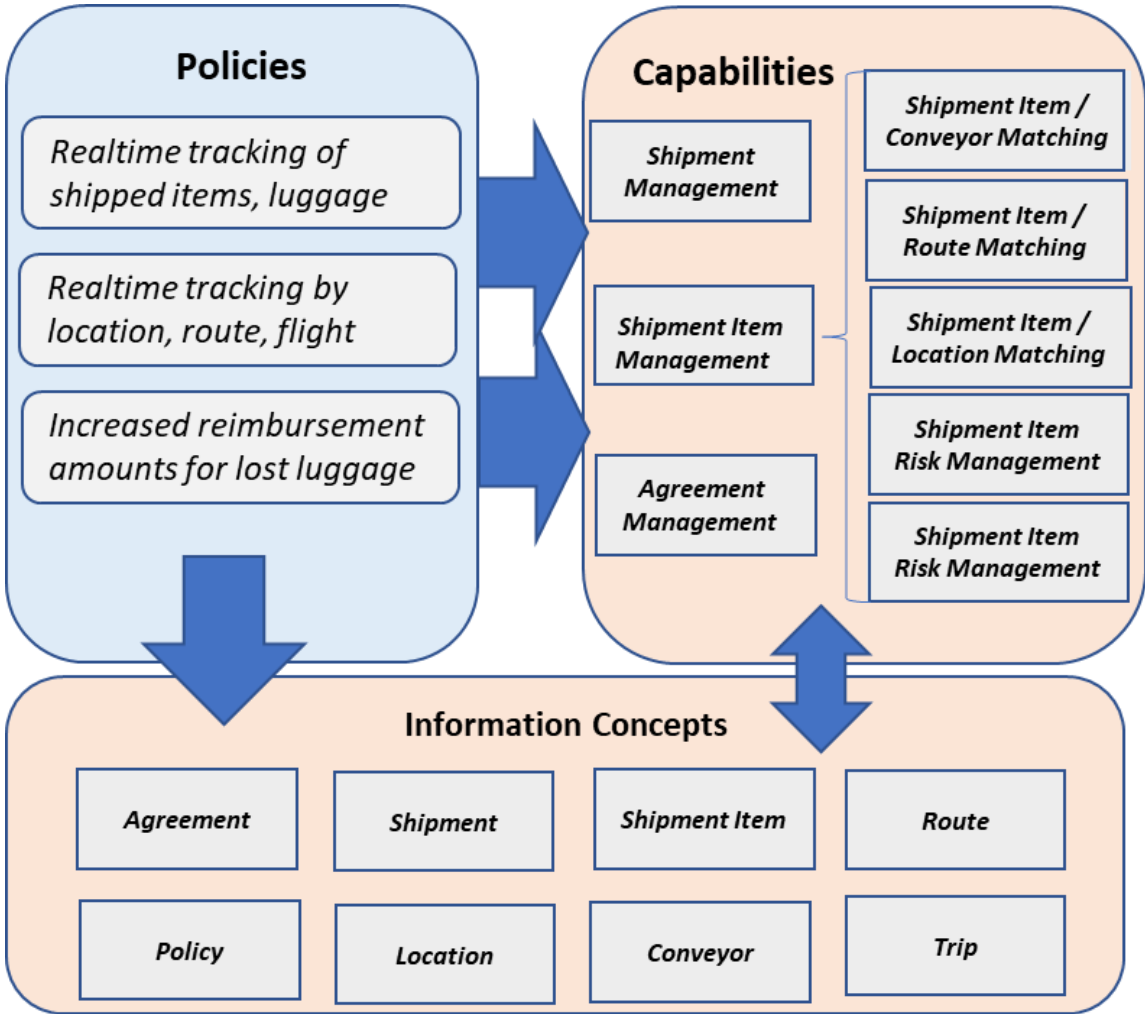 Policies
Realtime tracking of
shipped items, luggage
Realtime tracking by
location, route, flight
Increased reimbursement
amounts for lost luggage
Capabilities
Shipment
Management
Shipment Item
Management
Agreement
Management
Shipment Item /
Conveyor Matching
Shipment Item /
Route Matching
Shipment Item /
Location Matching
Shipment Item
Risk Management
Shipment Item
Risk Management
Information Concepts
Agreement
Shipment
Shipment Item
Route
Policy
Location
Conveyor
Trip